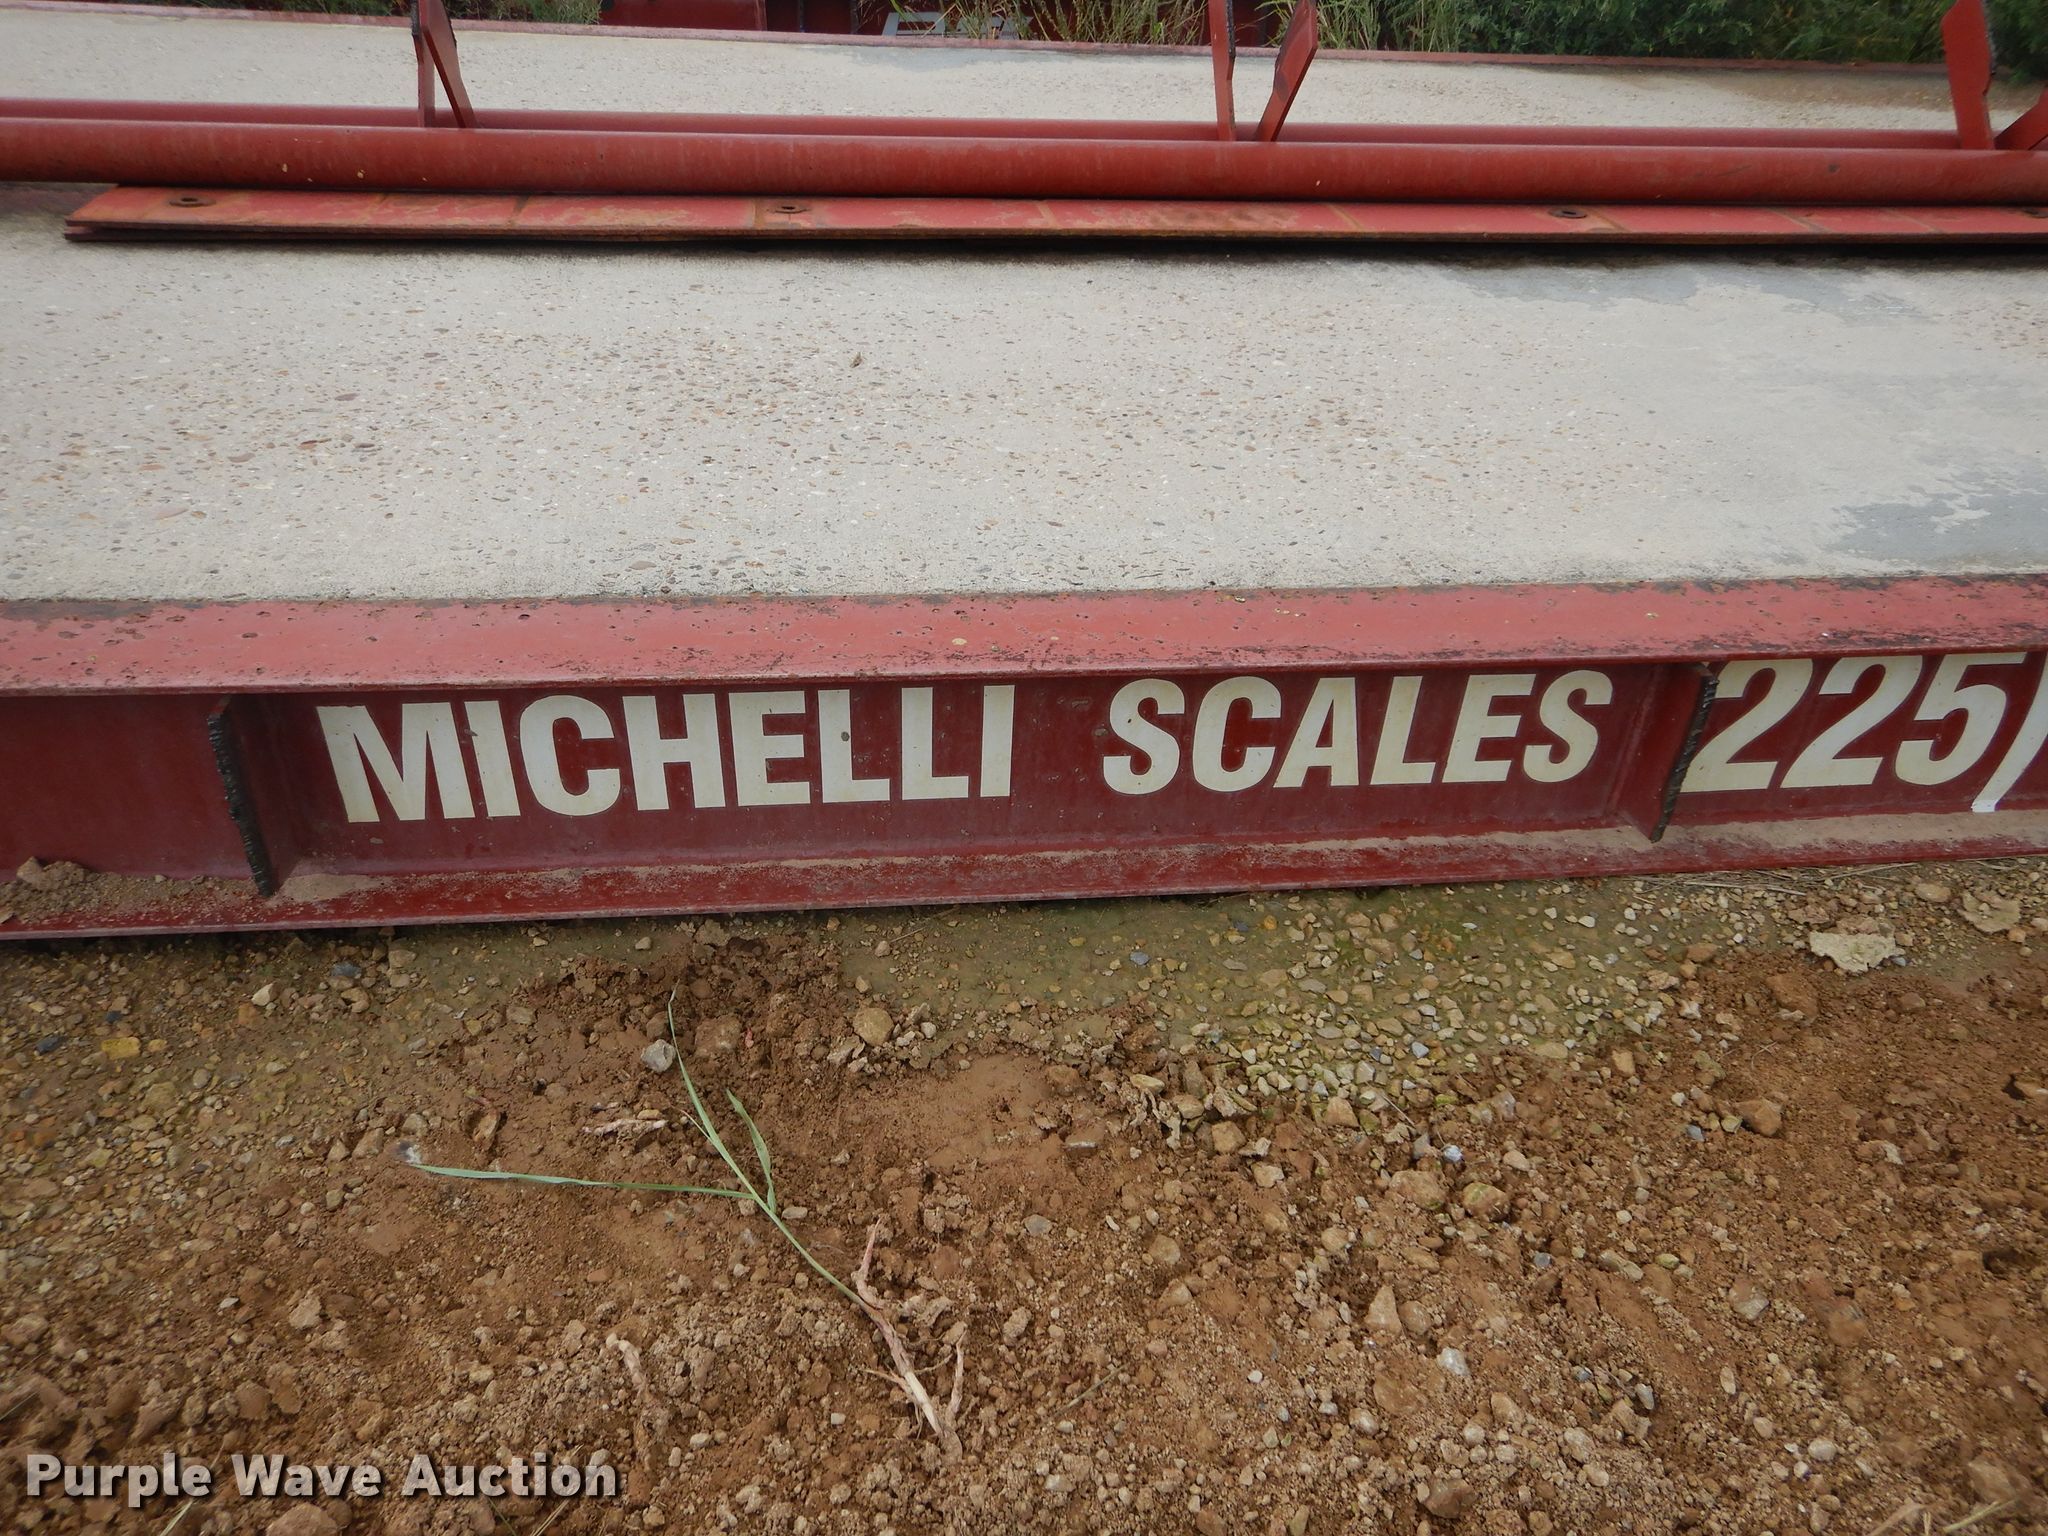 MICHELLI SCALES 225/
Purple Wave Auction